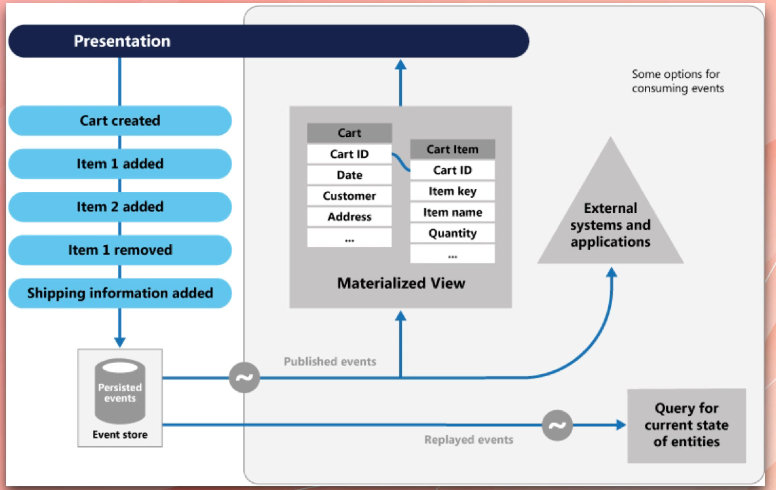 Presentation
Some options for
consuming events
Cart created
Item 1 added
Item 2 added
Item 1 removed
Shipping information added
Cart
Cart ID
Date
Customer
Address
...
Cart Item
Cart ID
Item key
Item name
Quantity
...
Materialized View
External
systems and
applications
Published events
Persisted
events
Event store
Replayed events
Query for
current state
of entities